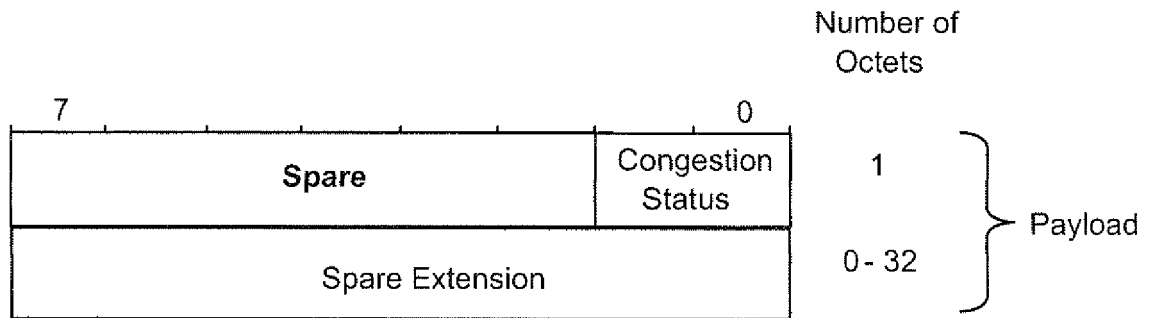 Number of
Octets
7 0
Spare
Congestion
Status
1
Payload
Spare Extension
0 - 32